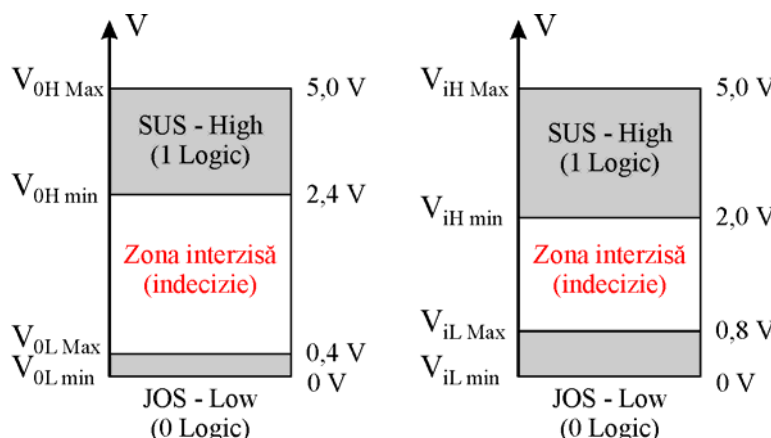 V
V0H Max
5,0 V
SUS - High
(1 Logic)
V0H min
2,4 V
Zona interzisă
(indecizie)
V0L Max
0,4 V
V0L min
0 V
JOS - Low
(0 Logic)
V
ViH Max
5,0 V
SUS - High
(1 Logic)
ViH min
2,0 V
Zona interzisă
(indecizie)
ViL Max
0,8 V
ViL min
0 V
JOS - Low
(0 Logic)